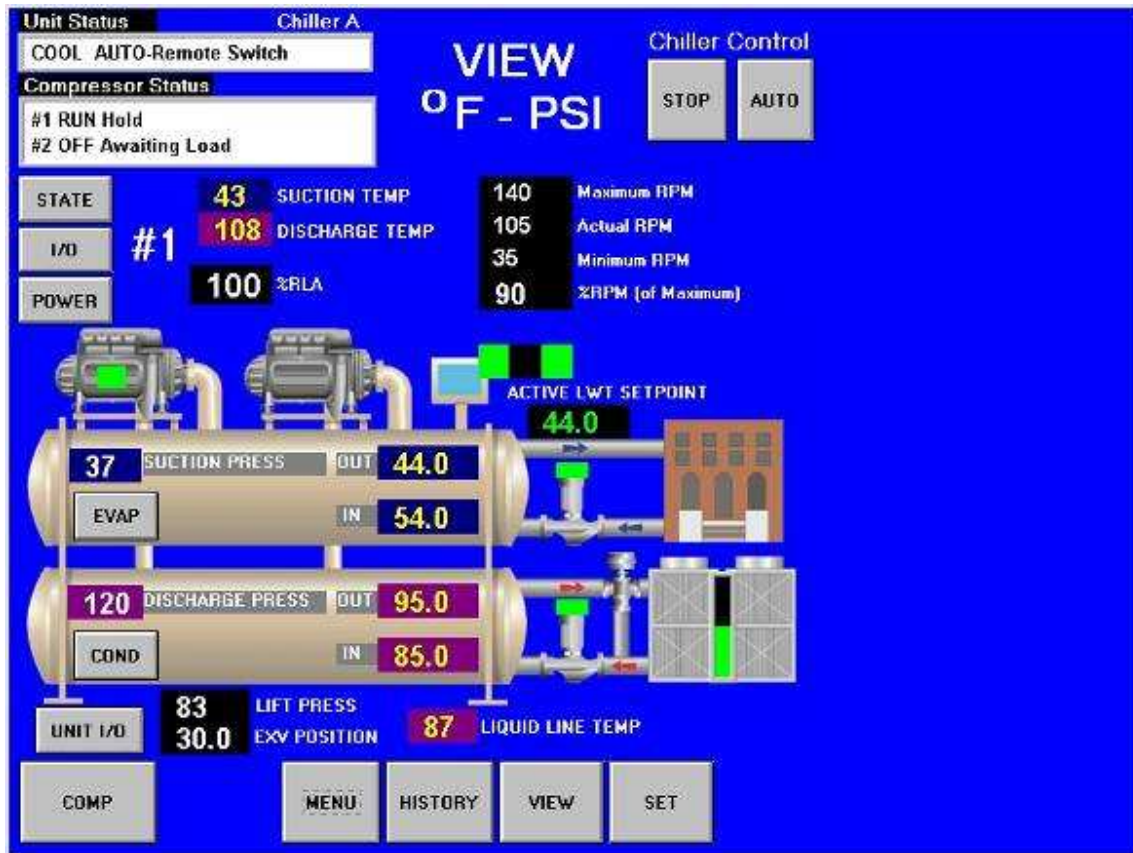 Unit Status Chiller A
COOL AUTO-Remote Switch
Compressor Status
#1 RUN Hold
#2 OFF Awaiting Load
VIEW
ºF - PSI
Chiller Control
STOP AUTO
STATE
I/O
POWER
#1
43 SUCTION TEMP
108 DISCHARGE TEMP
100 %RLA
140 Maximum RPM
105 Actual RPM
35 Minimum RPM
90 %RPM (of Maximum)
ACTIVE LWT SETPOINT
44.0
37 SUCTION PRESS OUT 44.0
EVAP IN 54.0
120 DISCHARGE PRESS OUT 95.0
COND IN 85.0
UNIT I/O
83 LIFT PRESS
30.0 EXV POSITION
87 LIQUID LINE TEMP
COMP MENU HISTORY VIEW SET